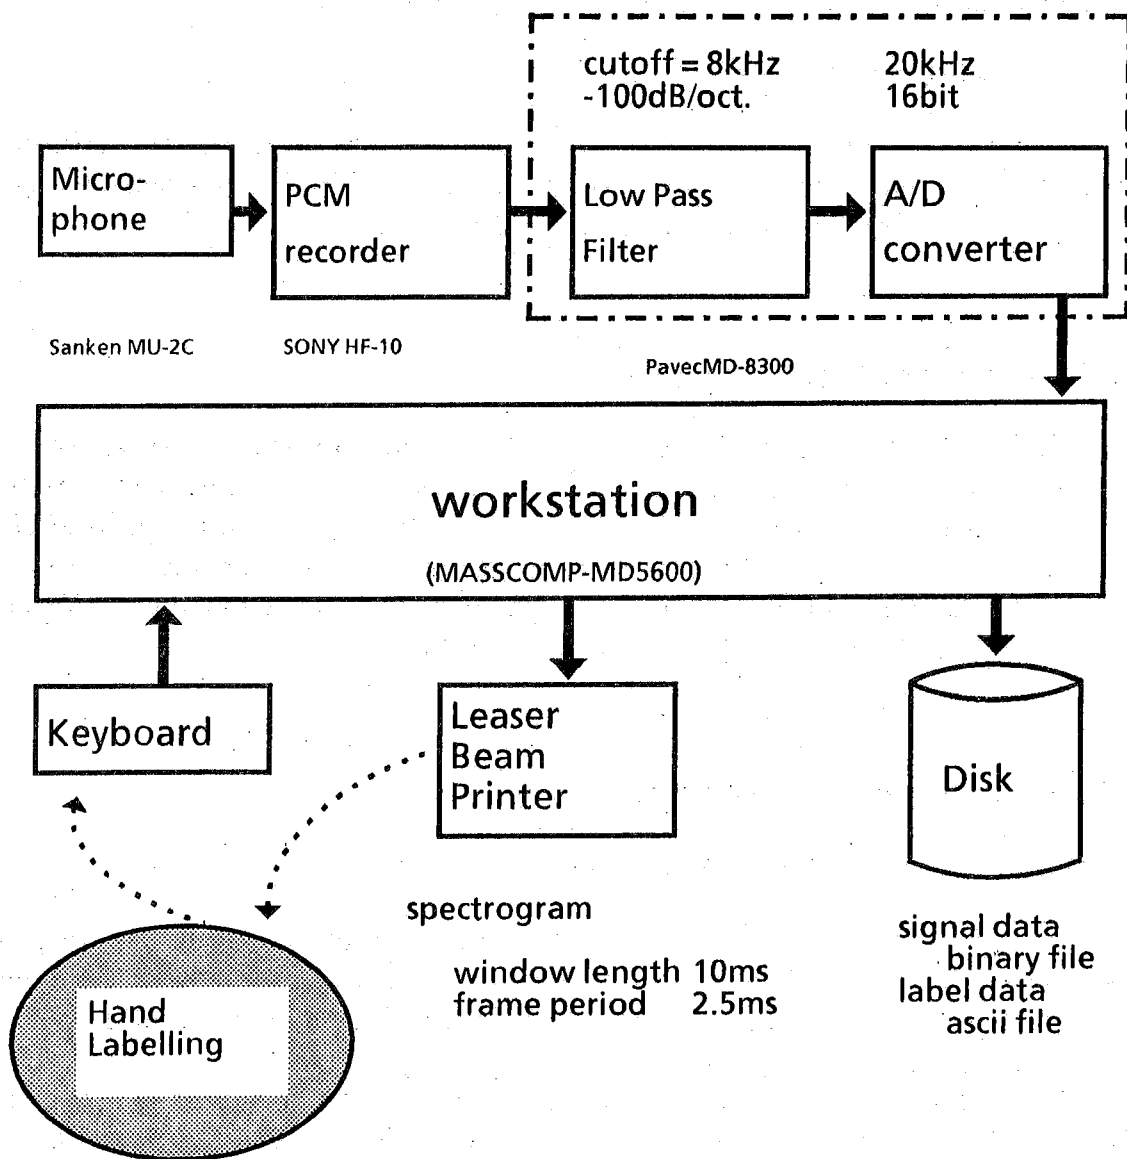 cutoff = 8kHz
-100dB/oct.
20kHz
16bit
Micro-
phone
PCM
recorder
Low Pass
Filter
A/D
converter
Sanken MU-2C
SONY HF-10
PavecMD-8300
workstation
(MASSCOMP-MD5600)
Keyboard
Leaser
Beam
Printer
Disk
spectrogram
window length 10ms
frame period 2.5ms
signal data
binary file
label data
ascii file
Hand
Labelling